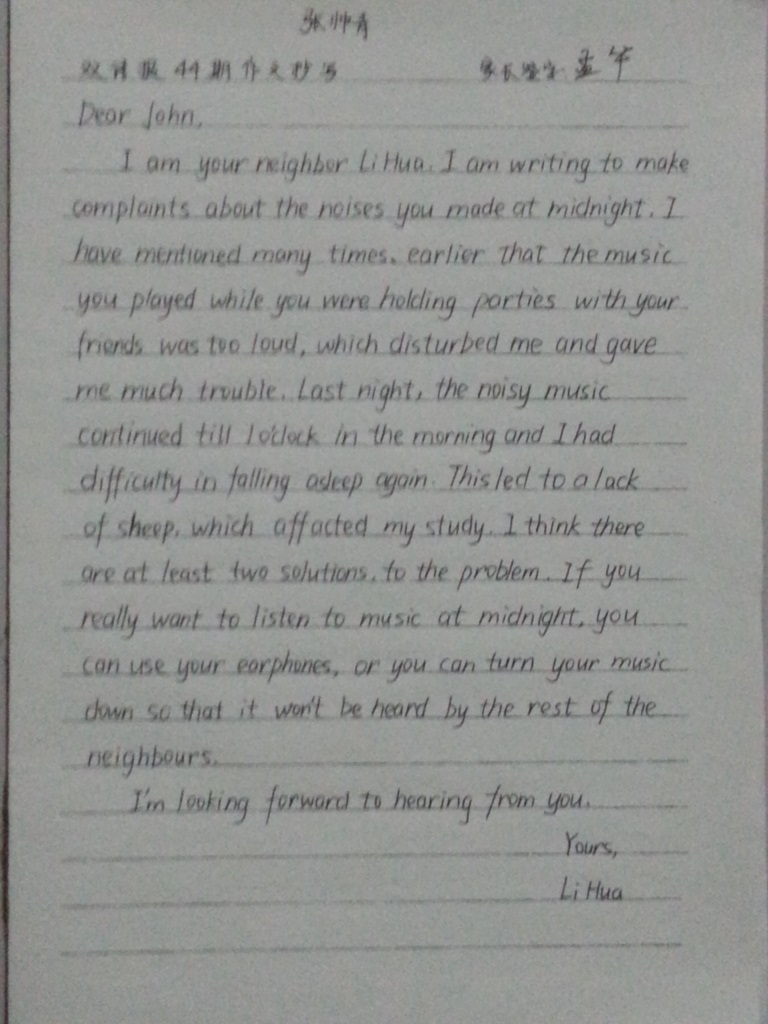 张帅青
双语报44期作文抄写 家长签字:孟军
Dear John,
I am your neighbor Li Hua. I am writing to make
complaints about the noises you made at midnight. I
have mentioned many times. earlier that the music
you played while you were holding parties with your
friends was too loud, which disturbed me and gave
me much trouble. Last night, the noisy music
continued till 1o'clock in the morning and I had
difficulty in falling asleep again. This led to a lack
of sheep, which affacted my study. I think there
are at least two solutions. to the problem. If you
really want to listen to music at midnight, you
can use your earphones, or you can turn your music
down so that it won't be heard by the rest of the
neighbours.
I'm looking forward to hearing from you.
Yours,
Li Hua